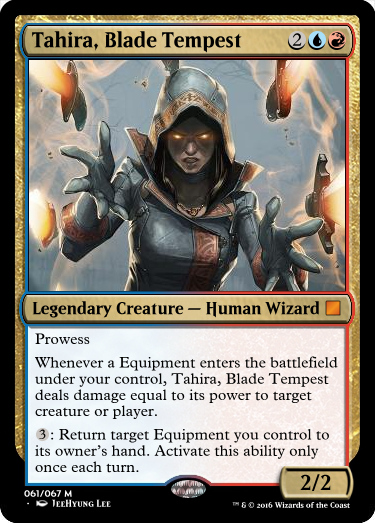 Tahira, Blade Tempest 2
Legendary Creature — Human Wizard
Prowess
Whenever a Equipment enters the battlefield
under your control, Tahira, Blade Tempest
deals damage equal to its power to target
creature or player.
3: Return target Equipment you control to
its owner's hand. Activate this ability only
once each turn.
2/2
061/067 M
· JeeHyung Lee
™ & © 2016 Wizards of the Coast